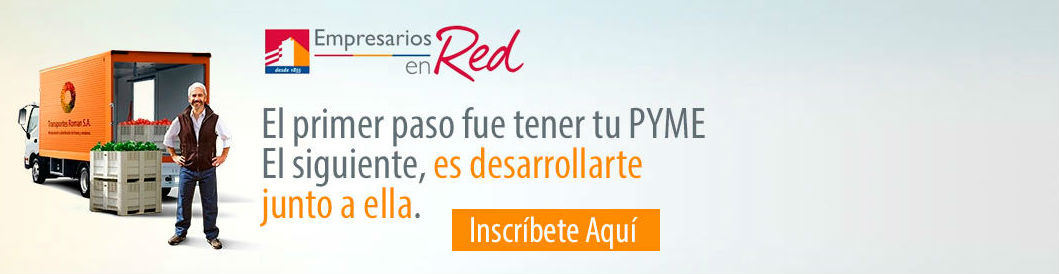 Empresarios
en Red
desde 1833
El primer paso fue tener tu PYME
El siguiente, es desarrollarte
junto a ella.
Inscríbete Aquí
Transportes Roman S.A.